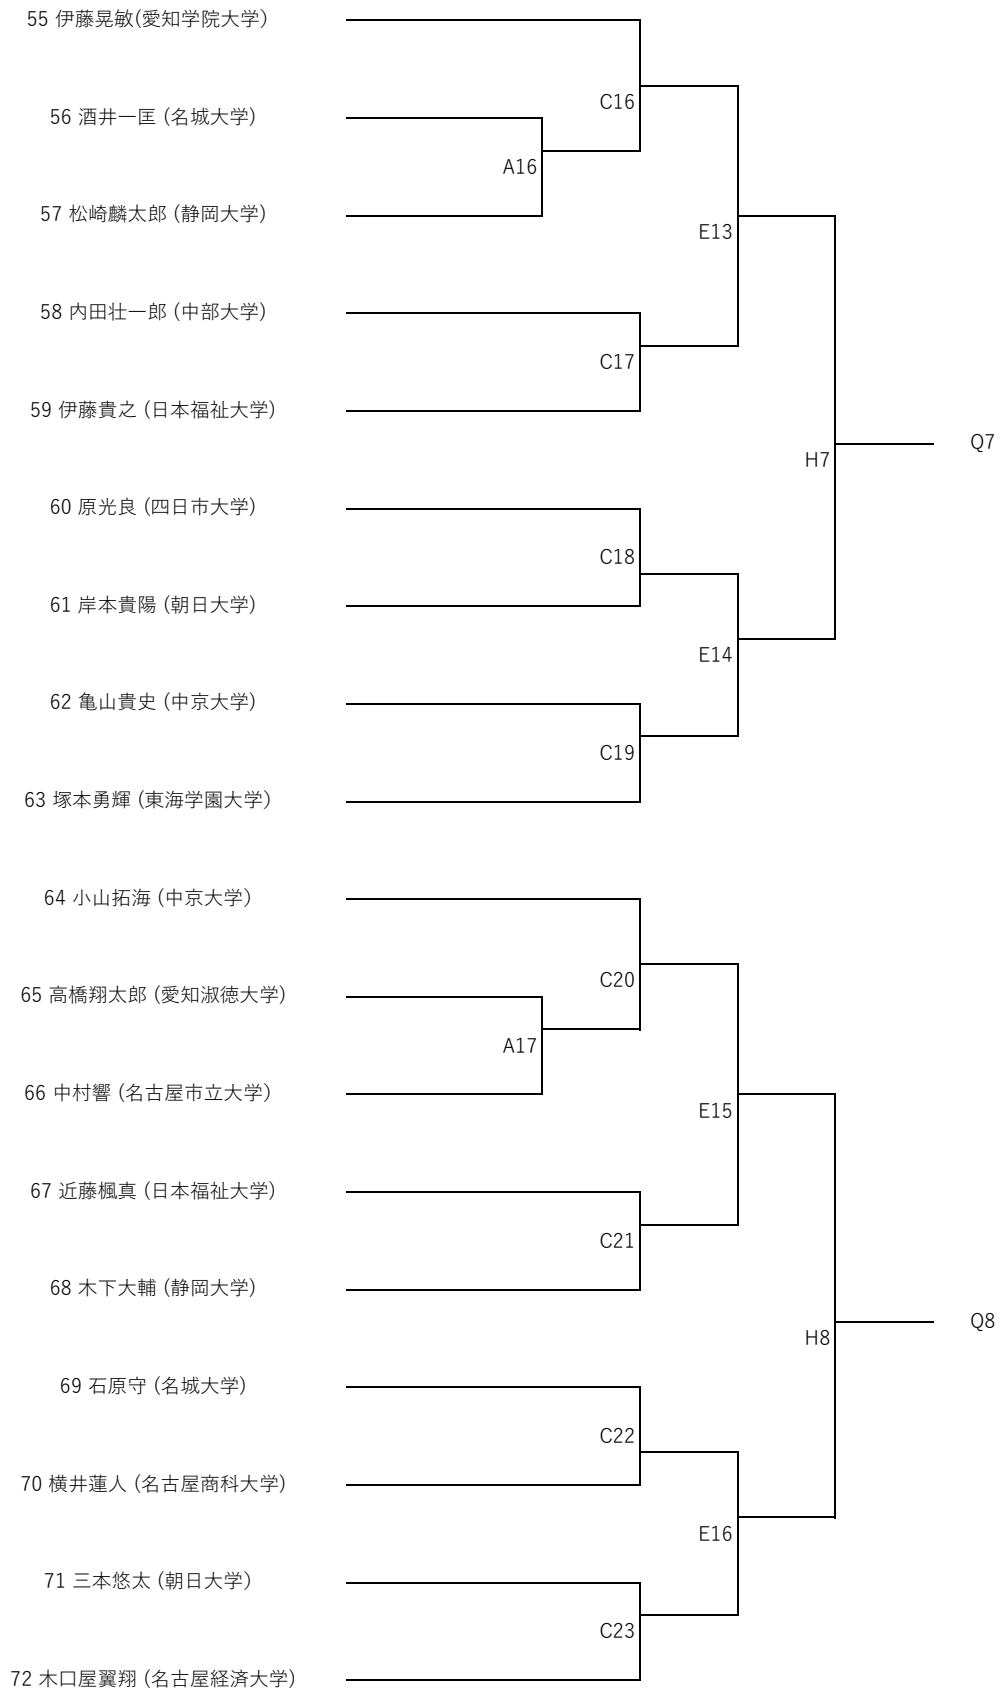 55 伊藤晃敏(愛知学院大学)
C16
56 酒井一匡 (名城大学)
A16
57 松崎麟太郎 (静岡大学)
E13
58 内田壮一郎 (中部大学)
C17
59 伊藤貴之 (日本福祉大学)
Q7
H7
60 原光良 (四日市大学)
C18
61 岸本貴陽 (朝日大学)
E14
62 亀山貴史 (中京大学)
C19
63 塚本勇輝 (東海学園大学)
64 小山拓海 (中京大学)
C20
65 高橋翔太郎 (愛知淑徳大学)
A17
66 中村響 (名古屋市立大学)
E15
67 近藤楓真 (日本福祉大学)
C21
68 木下大輔 (静岡大学)
Q8
H8
69 石原守 (名城大学)
C22
70 横井蓮人 (名古屋商科大学)
E16
71 三本悠太 (朝日大学)
C23
72 木口屋翼翔 (名古屋経済大学)